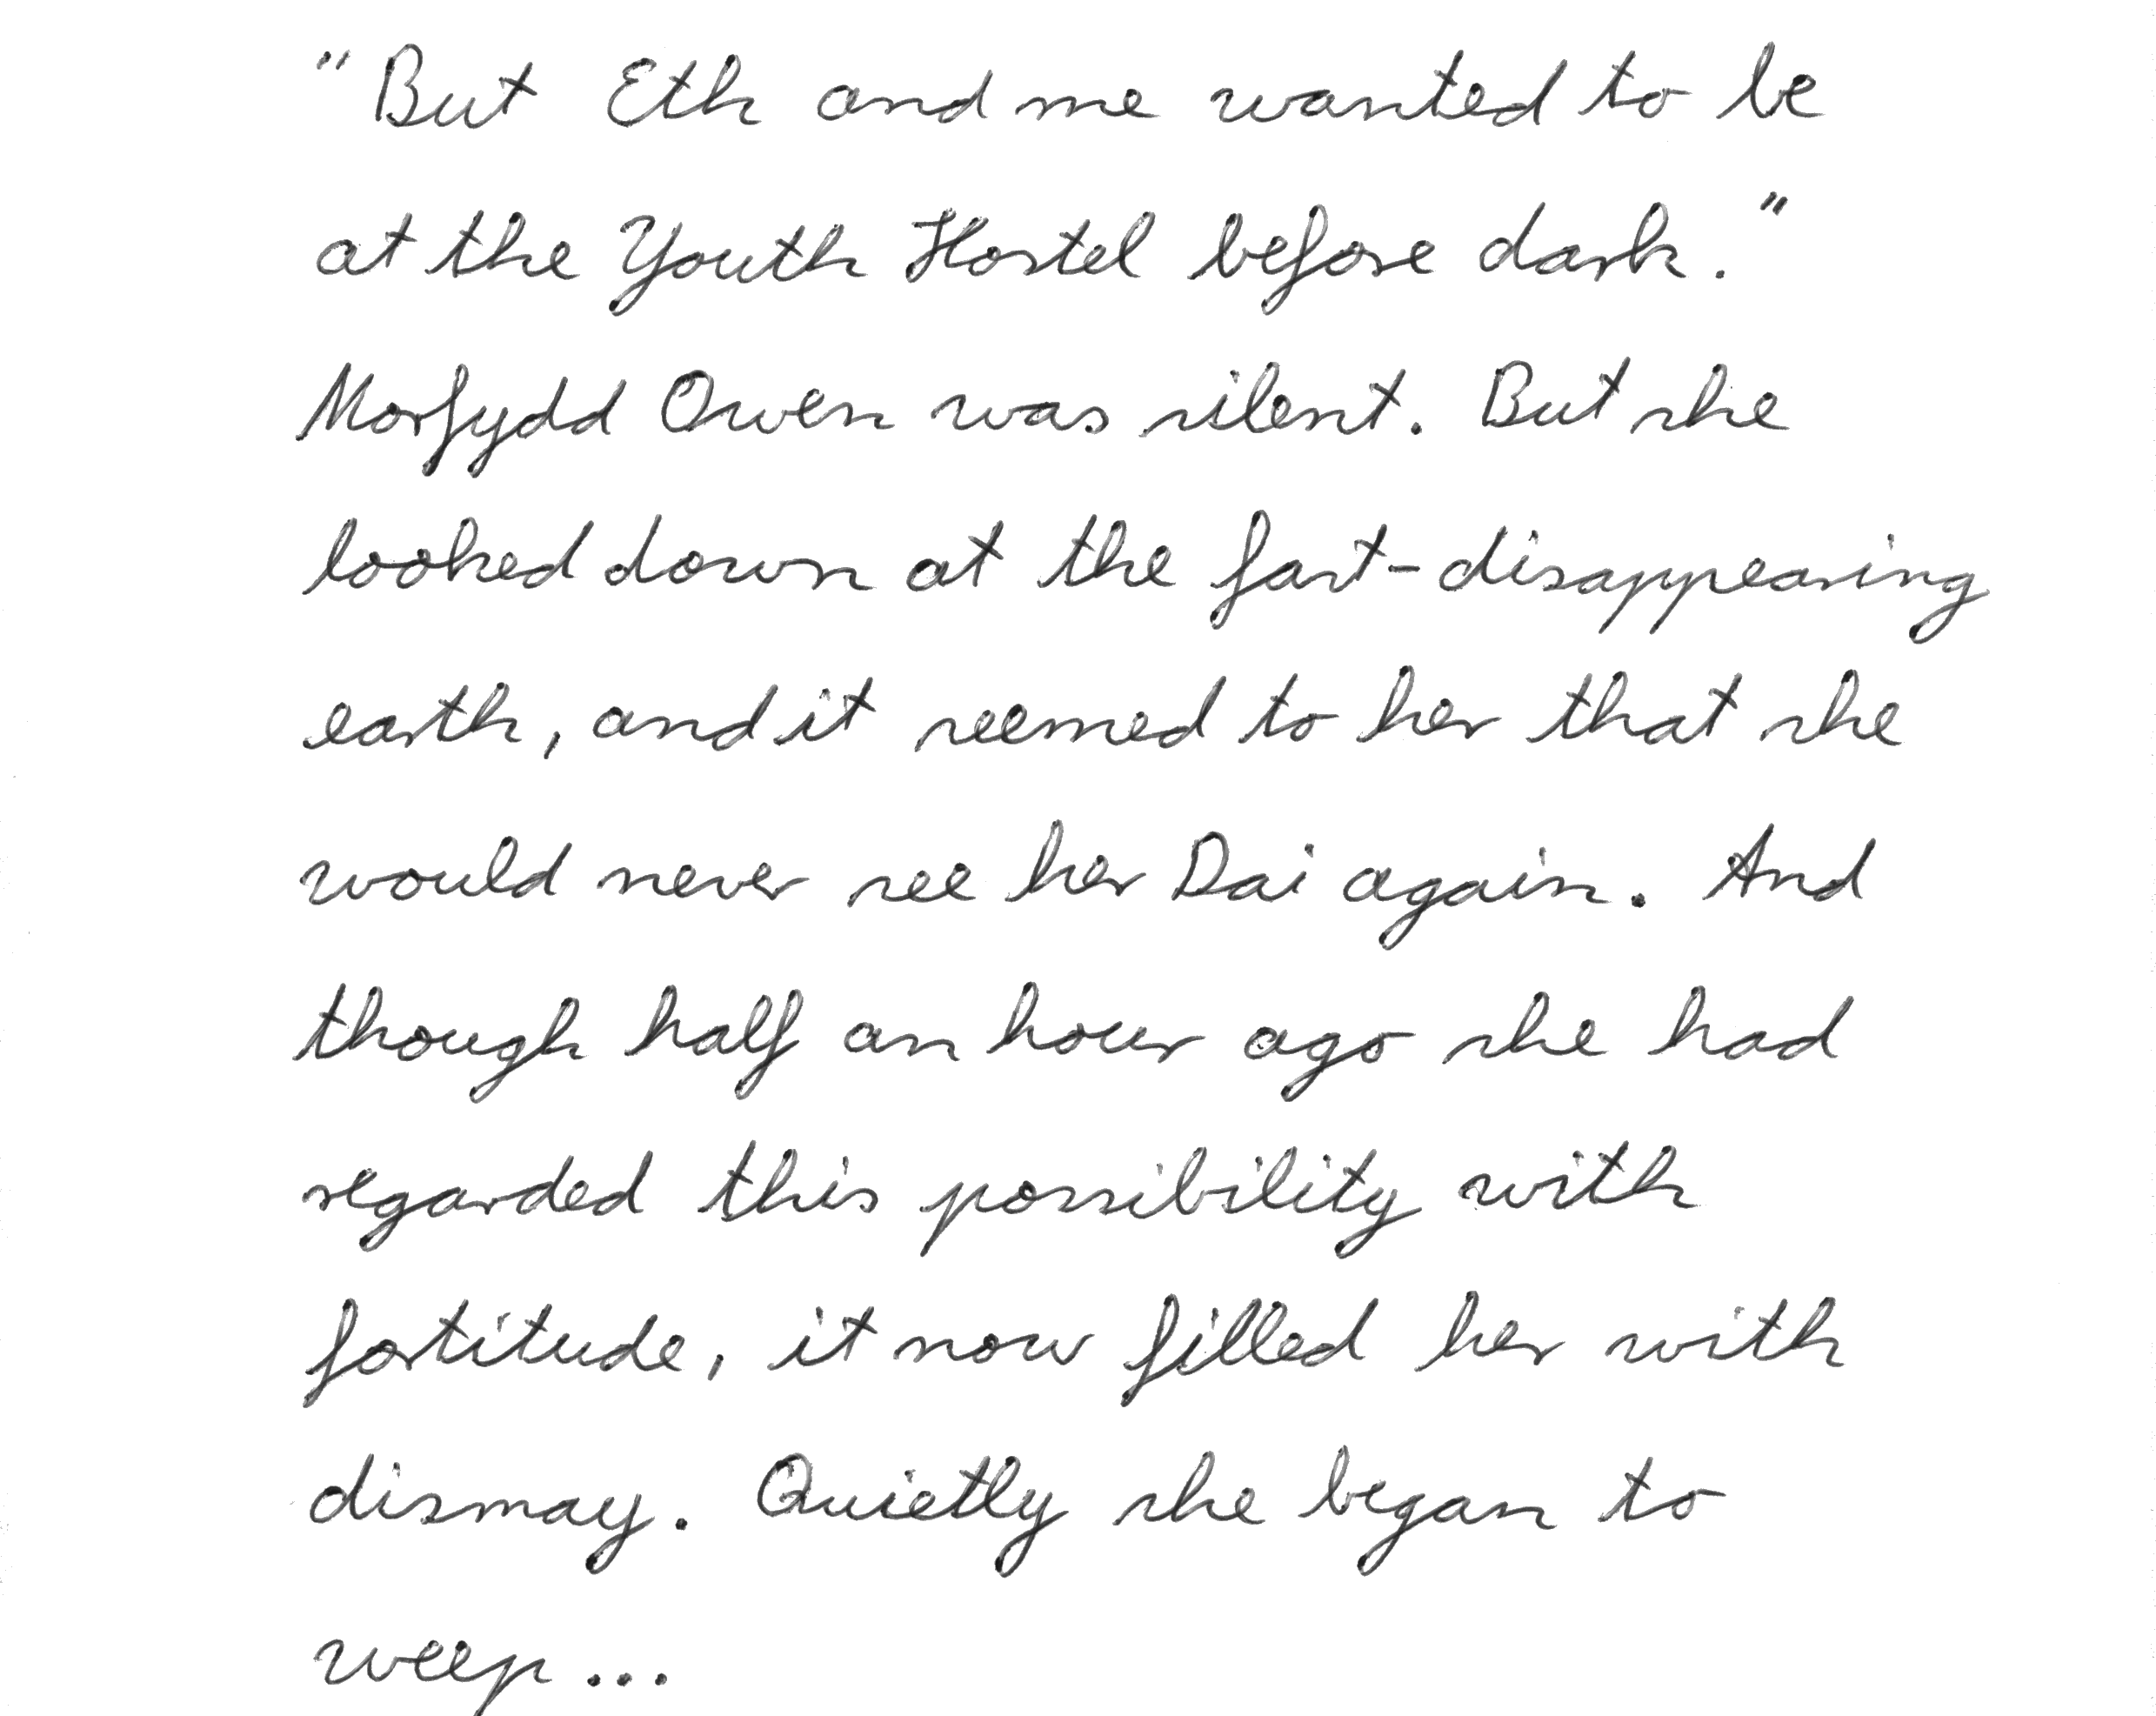 "But Eth and me wanted to be
at the Youth Hostel before dark."
Morfydd Owen was silent. But she
looked down at the fast-disappearing
earth, and it seemed to her that she
would never see her Dai again. And
though half an hour ago she had
regarded this possibility with
fortitude, it now filled her with
dismay. Quietly she began to
weep...